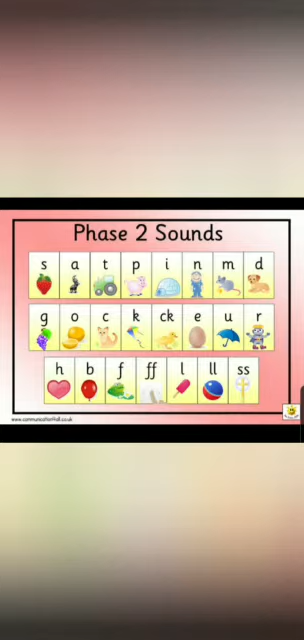 Phase 2 Sounds
s a t p i n m d
g o c k ck e u r
h b f ff l ll ss
www.communication4all.co.uk